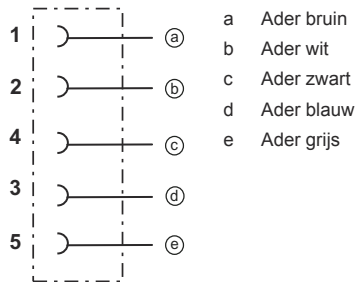 1 a
2 b
4 c
3 d
5 e
a Ader bruin
b Ader wit
c Ader zwart
d Ader blauw
e Ader grijs